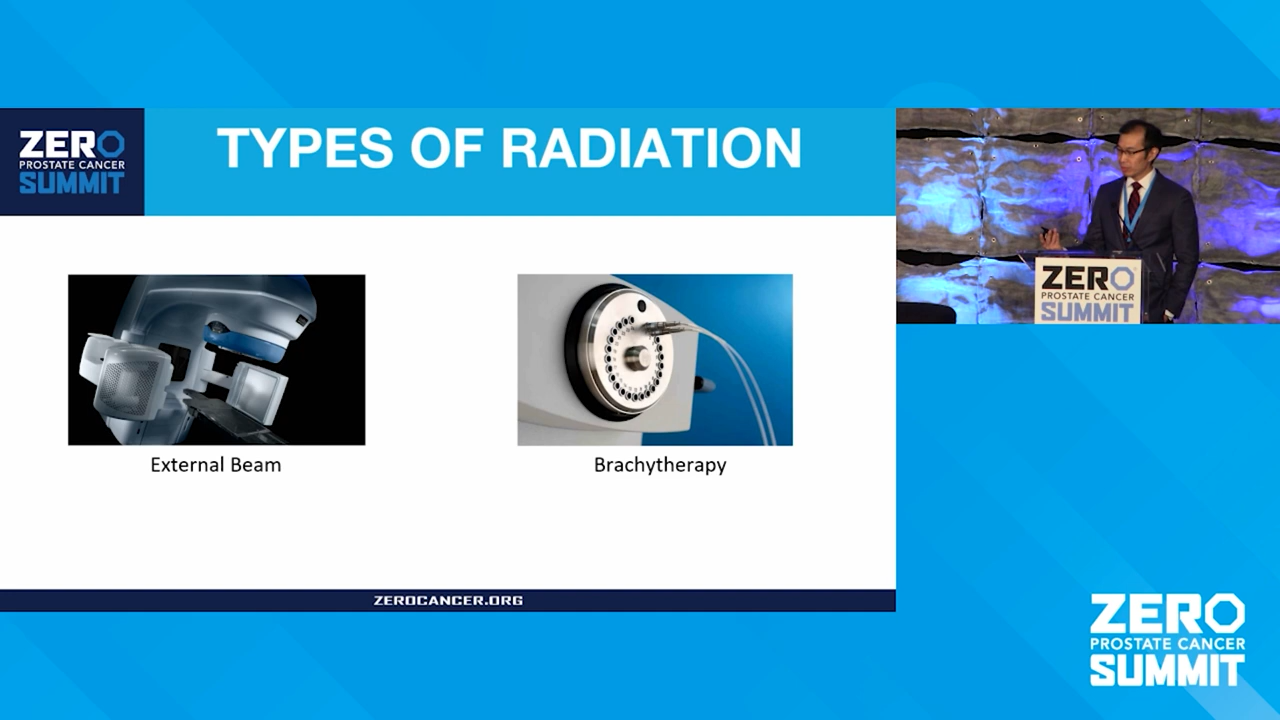 ZERO
PROSTATE CANCER
SUMMIT
TYPES OF RADIATION
External Beam
Brachytherapy
ZEROCANCER.ORG
ZERO
PROSTATE CANCER
SUMMIT
ZERO
PROSTATE CANCER
SUMMIT